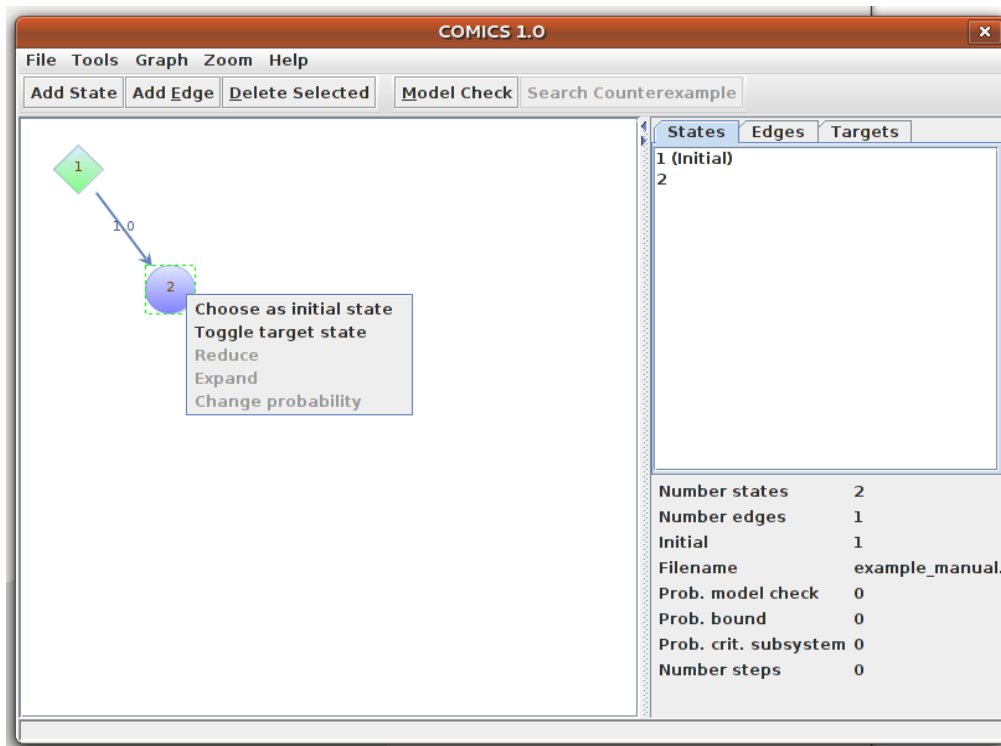 COMICS 1.0
File Tools Graph Zoom Help
Add State Add Edge Delete Selected Model Check Search Counterexample
States Edges Targets
1 (Initial)
2
1
1.0
2
Choose as initial state
Toggle target state
Reduce
Expand
Change probability
Number states 2
Number edges 1
Initial 1
Filename example_manual.
Prob. model check 0
Prob. bound 0
Prob. crit. subsystem 0
Number steps 0